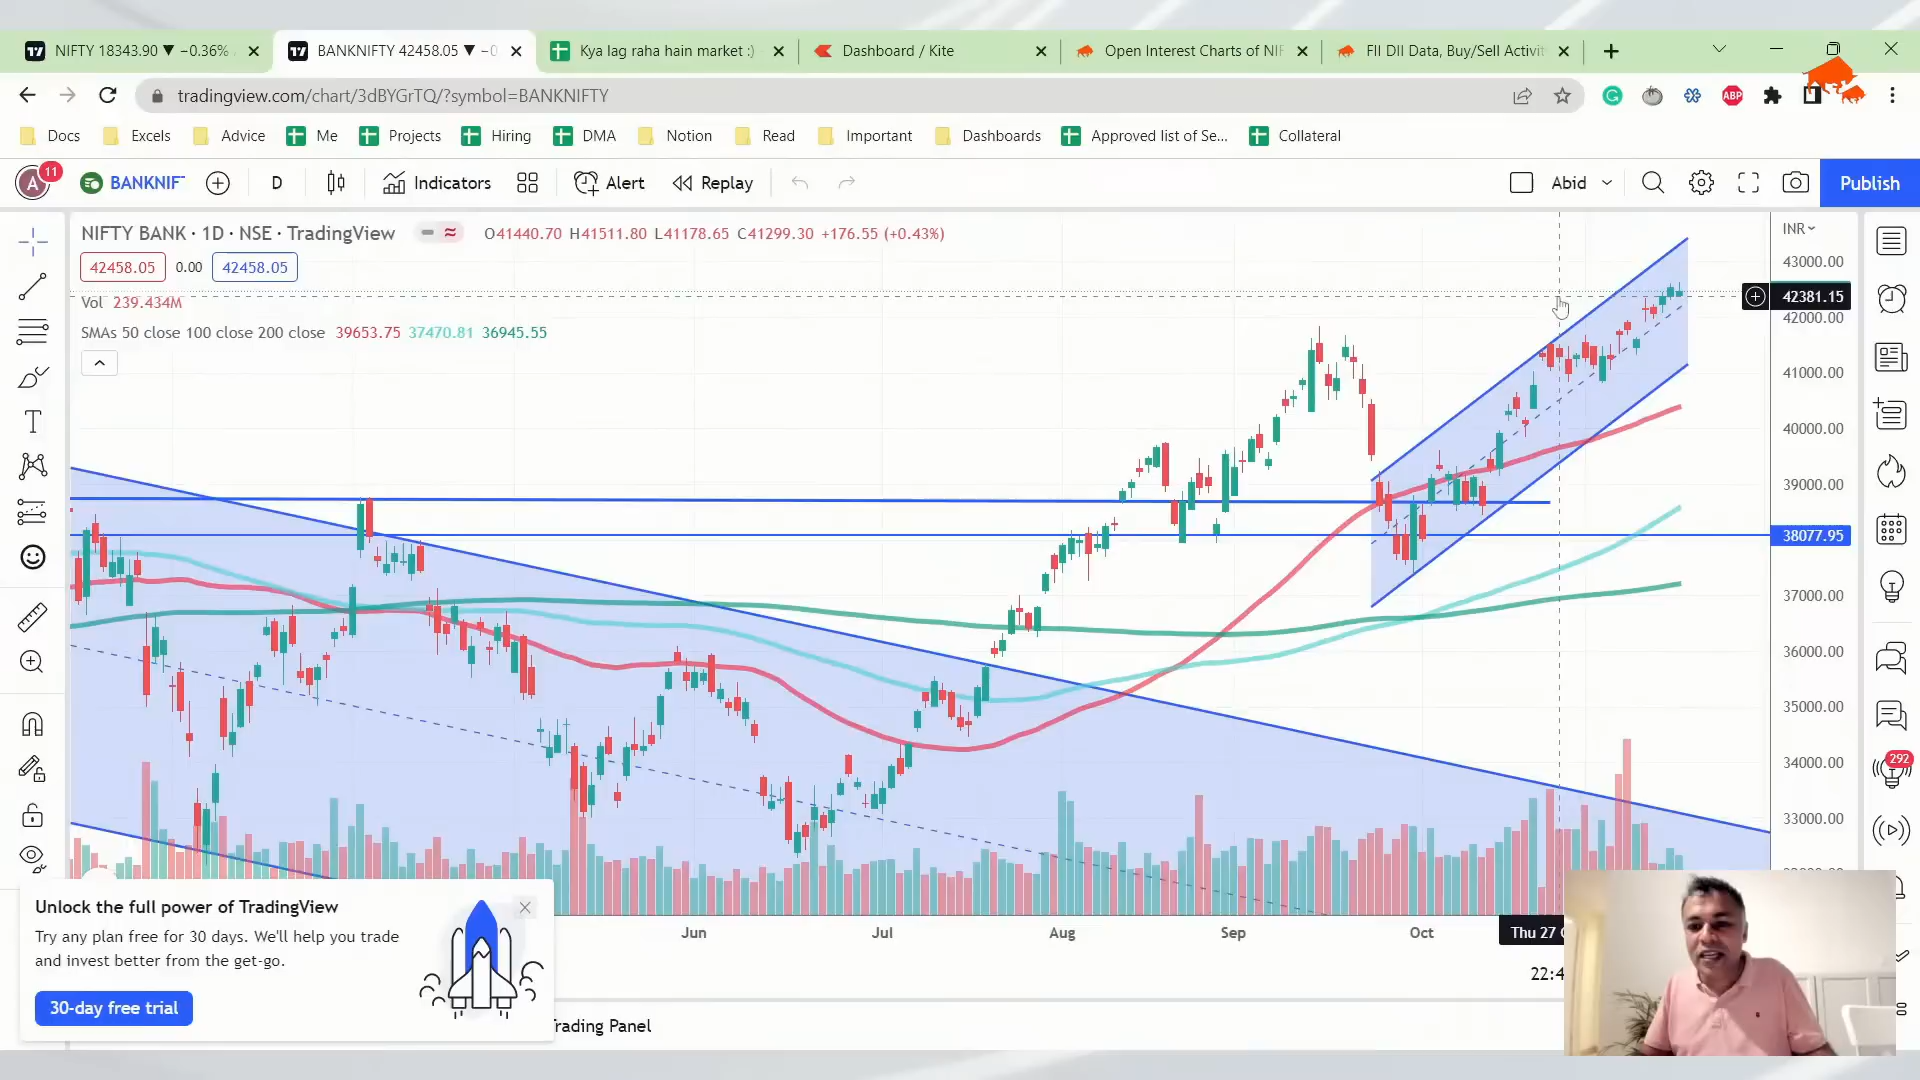 NIFTY 18343.90 ▼ −0.36%
BANKNIFTY 42458.05 ▼ −0
Kya lag raha hain market :)
Dashboard / Kite
Open Interest Charts of NIF
FII DII Data, Buy/Sell Activit
tradingview.com/chart/3dBYGrTQ/?symbol=BANKNIFTY
ABP
Docs
Excels
Advice
Me
Projects
Hiring
DMA
Notion
Read
Important
Dashboards
Approved list of Se...
Collateral
A
11
BANKNIF
D
Indicators
Alert
Replay
Abid
Publish
NIFTY BANK · 1D · NSE · TradingView
O41440.70 H41511.80 L41178.65 C41299.30 +176.55 (+0.43%)
42458.05
0.00
42458.05
Vol 239.434M
SMAs 50 close 100 close 200 close 39653.75 37470.81 36945.55
INR
43000.00
42381.15
42000.00
41000.00
40000.00
39000.00
38077.95
37000.00
36000.00
35000.00
34000.00
33000.00
292
Jun
Jul
Aug
Sep
Oct
Thu 27
22:4
Unlock the full power of TradingView
Try any plan free for 30 days. We'll help you trade
and invest better from the get-go.
30-day free trial
Trading Panel